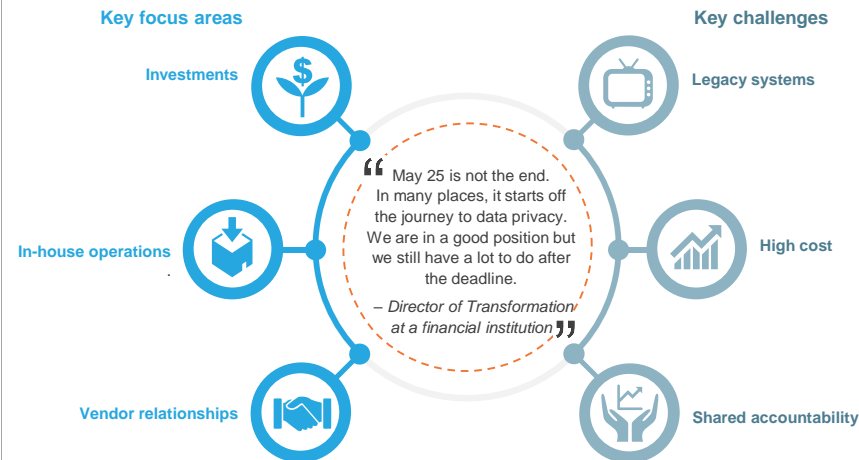 Key focus areas
Key challenges
Investments
Legacy systems
In-house operations
.
High cost
Vendor relationships
Shared accountability
“ May 25 is not the end.
In many places, it starts off
the journey to data privacy.
We are in a good position but
we still have a lot to do after
the deadline.
– Director of Transformation
at a financial institution ”
$